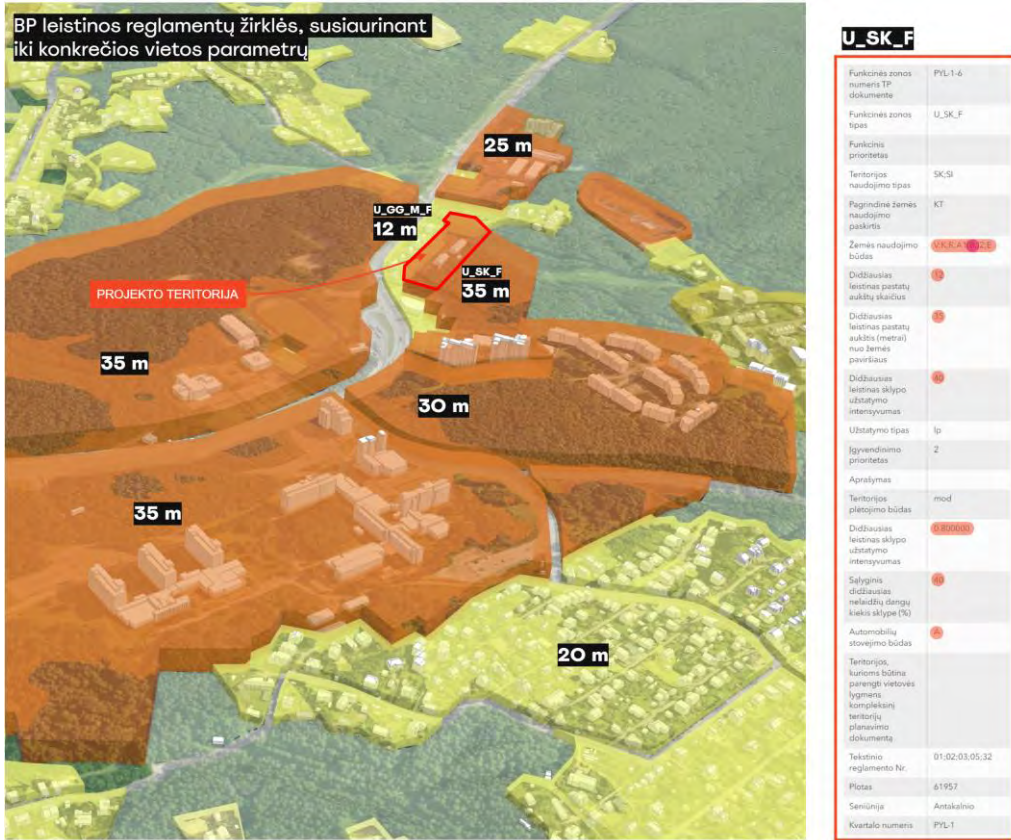 BP leistinos reglamentų žirklės, susiaurinant
iki konkrečios vietos parametrų
25 m
U_GG_M_F
12 m
U_SK_F
35 m
PROJEKTO TERITORIJA
35 m
30 m
35 m
20 m
U_SK_F
Funkcinės zonos
numeris TP
dokumente
PYL-1-6
Funkcinės zonos
tipas
U_SK_F
Funkcinis
prioritetas
Teritorijos
naudojimo tipas
SK;SI
Pagrindinė žemės
naudojimo
paskirtis
KT
Žemės naudojimo
būdas
Didžiausias
leistinas pastatų
aukštų skaičius
12
Didžiausias
leistinas pastatų
aukštis (metrai)
nuo žemės
paviršiaus
35
Didžiausias
leistinas sklypo
užstatymo
intensyvumas
60
Užstatymo tipas
lp
Įgyvendinimo
prioritetas
2
Aprašymas
Teritorijos
plėtojimo būdas
mod
Didžiausias
leistinas sklypo
užstatymo
intensyvumas
0.800000
Sąlyginis
didžiausias
nelaidžių dangų
kiekis sklype (%)
60
Automobilių
stovėjimo būdas
A
Teritorijos,
kurioms būtina
parengti vietovės
lygmens
kompleksinį
teritorijų
planavimo
dokumentą
Tekstinio
reglamento Nr.
01;02;03;05;32
Plotas
61957
Seniūnija
Antakalnio
Kvartalo numeris
PYL-1